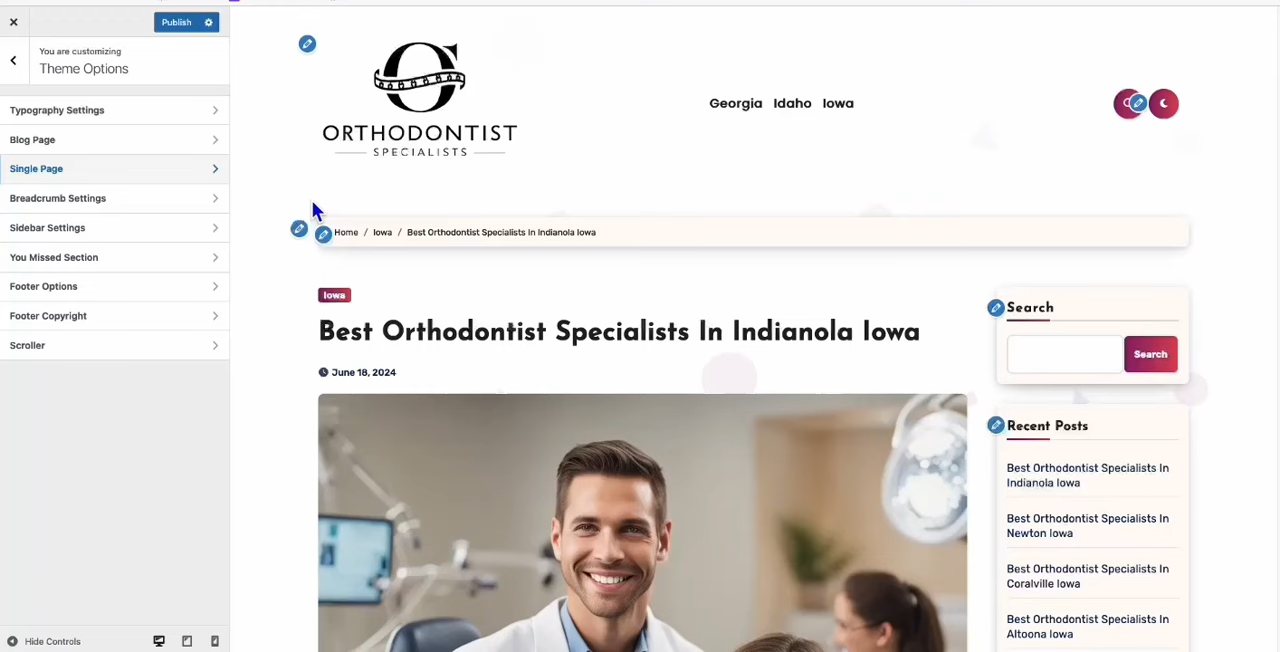 Publish
You are customizing
Theme Options
Typography Settings
Blog Page
Single Page
Breadcrumb Settings
Sidebar Settings
You Missed Section
Footer Options
Footer Copyright
Scroller
Hide Controls
ORTHODONTIST
SPECIALISTS
Georgia Idaho Iowa
Home / Iowa / Best Orthodontist Specialists In Indianola Iowa
Iowa
Best Orthodontist Specialists In Indianola Iowa
June 18, 2024
Search
Search
Recent Posts
Best Orthodontist Specialists In
Indianola Iowa
Best Orthodontist Specialists In
Newton Iowa
Best Orthodontist Specialists In
Coralville Iowa
Best Orthodontist Specialists In
Altoona Iowa